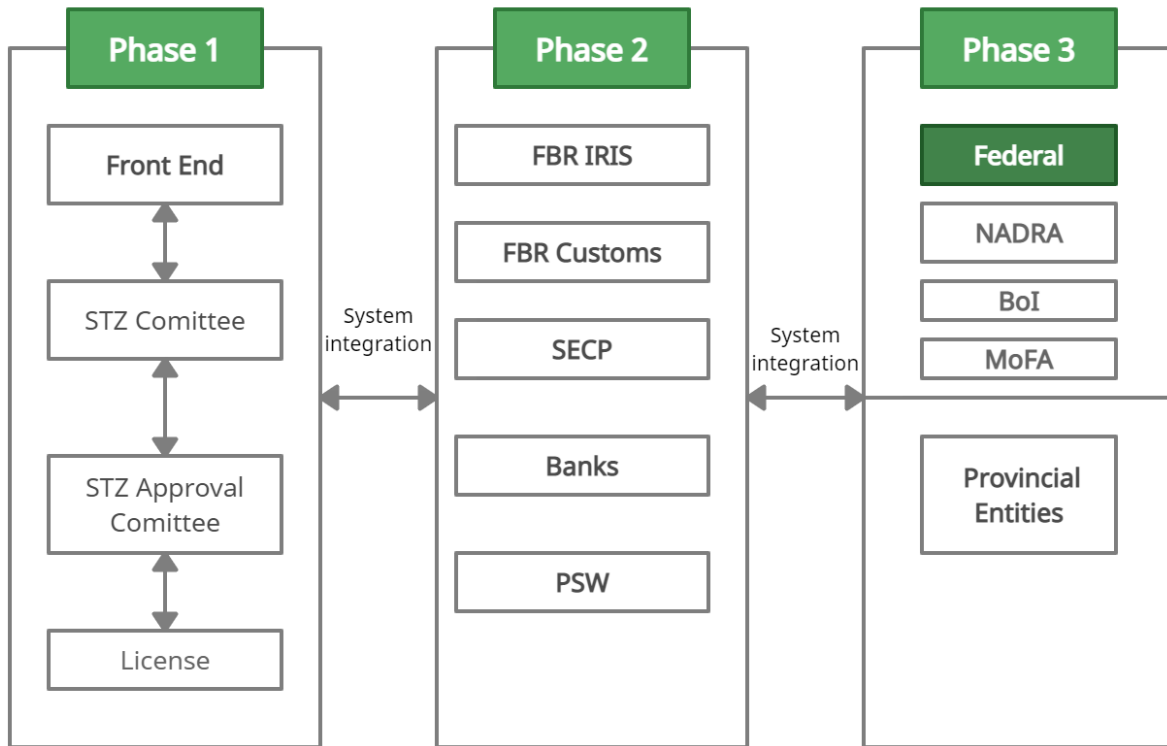 Phase 1
Front End
STZ Comittee
STZ Approval
Comittee
License
System
integration
Phase 2
FBR IRIS
FBR Customs
SECP
Banks
PSW
System
integration
Phase 3
Federal
NADRA
BoI
MoFA
Provincial
Entities